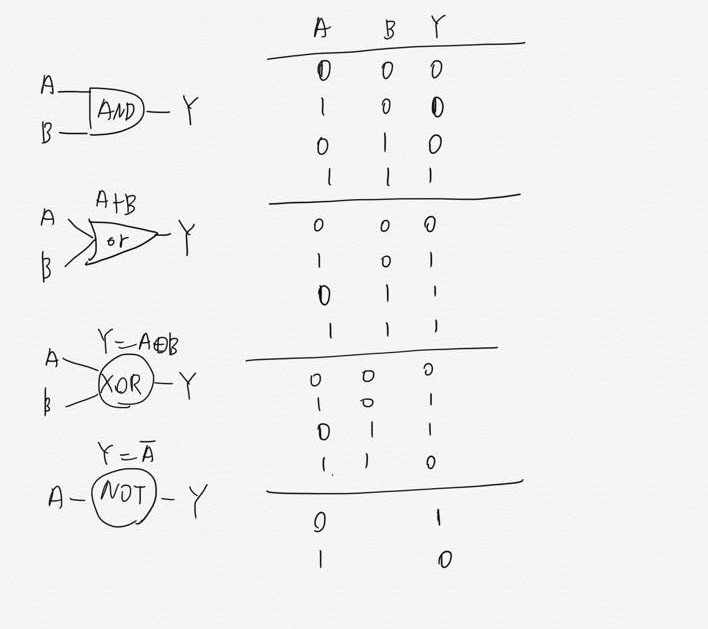 A B Y
A AND Y
B
0 0 0
1 0 0
0 1 0
1 1 1
A+B
A or Y
B
0 0 0
1 0 1
0 1 1
1 1 1
Y=A⊕B
A XOR Y
B
0 0 0
1 0 1
0 1 1
1 1 0
Y=A̅
A NOT Y
0 1
1 0